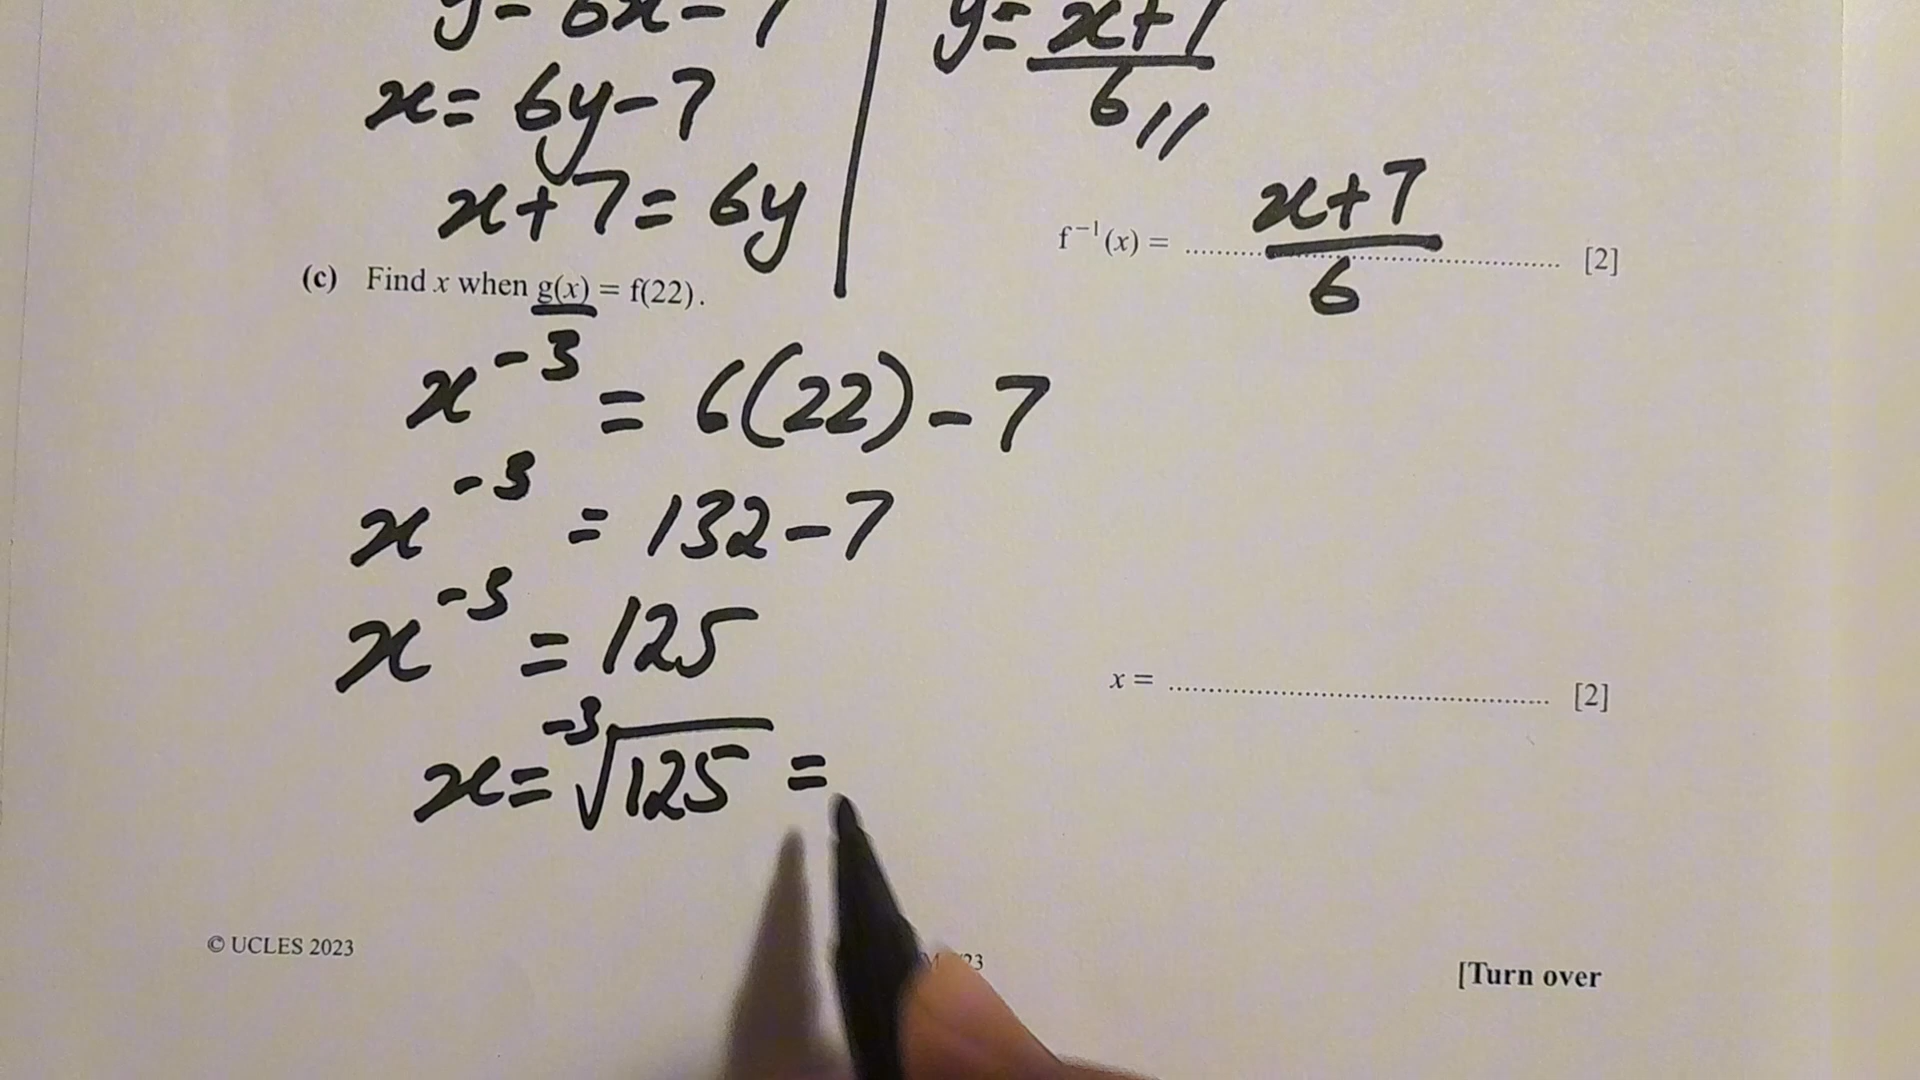 y = 6x - 7
x = 6y - 7
x + 7 = 6y
y = x+7
6 //
f⁻¹(x) = x+7 [2]
6
(c) Find x when g(x) = f(22).
x⁻³ = 6(22) - 7
x⁻³ = 132 - 7
x⁻³ = 125
x = ⁻³√125 =
x = [2]
© UCLES 2023
23
[Turn over